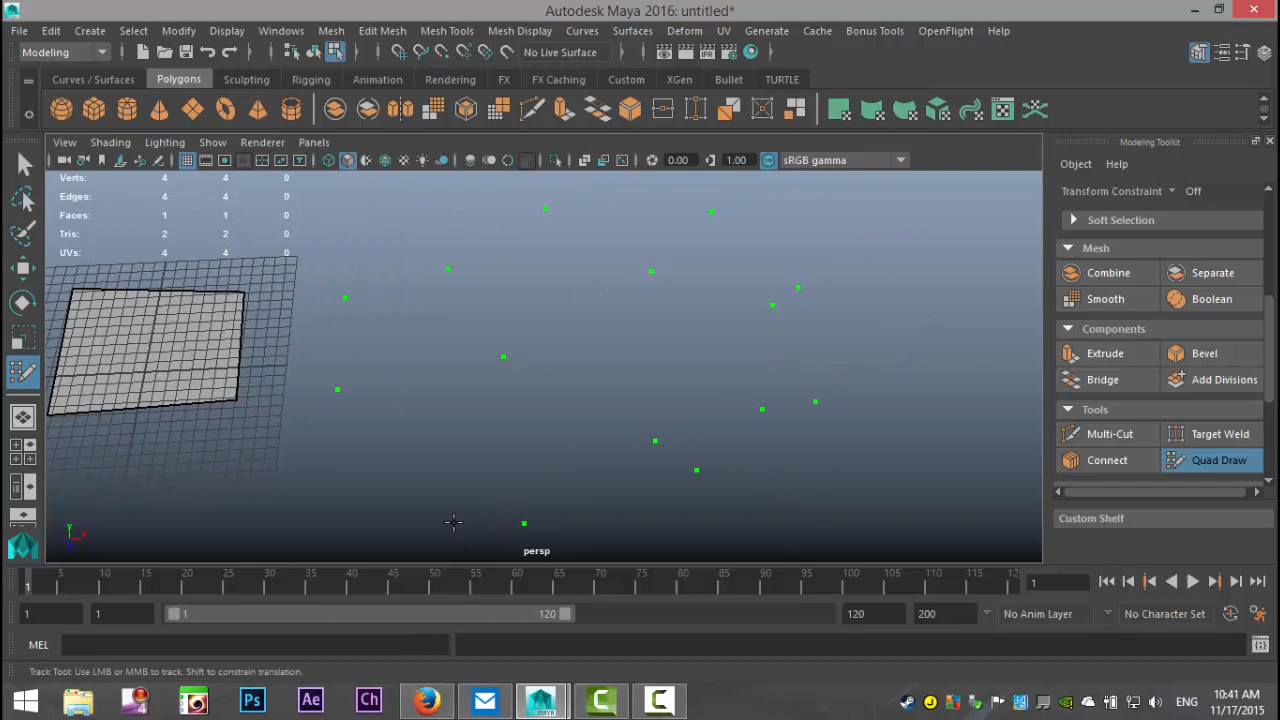 Autodesk Maya 2016: untitled*
File Edit Create Select Modify Display Windows Mesh Edit Mesh Mesh Tools Mesh Display Curves Surfaces Deform UV Generate Cache Bonus Tools OpenFlight Help
Modeling No Live Surface
Curves / Surfaces Polygons Sculpting Rigging Animation Rendering FX FX Caching Custom XGen Bullet TURTLE
View Shading Lighting Show Renderer Panels
0.00 1.00 sRGB gamma
Verts: 4 4 0
Edges: 4 4 0
Faces: 1 1 0
Tris: 2 2 0
UVs: 4 4 0
y
persp
Modeling Toolkit
Object Help
Transform Constraint Off
Soft Selection
Mesh
Combine Separate
Smooth Boolean
Components
Extrude Bevel
Bridge Add Divisions
Tools
Multi-Cut Target Weld
Connect Quad Draw
Custom Shelf
1 5 10 15 20 25 30 35 40 45 50 55 60 65 70 75 80 85 90 95 100 105 110 115 12 1
1 1 1 120 120 200 No Anim Layer No Character Set
MEL
Track Tool: Use LMB or MMB to track. Shift to constrain translation.
Ps Ae Ch MAYA C C ENG 10:41 AM
11/17/2015